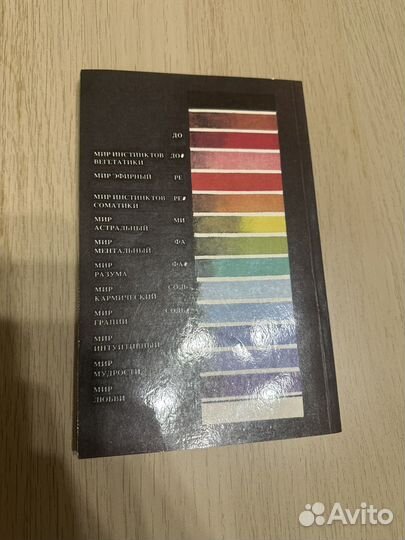 ДО
МИР ИНСТИНКТОВ ДО#
ВЕГЕТАТИКИ
МИР ЭФИРНЫЙ РЕ
МИР ИНСТИНКТОВ РЕ#
СОМАТИКИ
МИР МИ
АСТРАЛЬНЫЙ
МИР ФА
МЕНТАЛЬНЫЙ
МИР ФА#
РАЗУМА
МИР СОЛЬ
КАРМИЧЕСКИЙ
МИР СОЛЬ
ГРАЦИИ
МИР
ИНТУИТИВНЫЙ
МИР
МУДРОСТИ
МИР
ЛЮБВИ
Avito